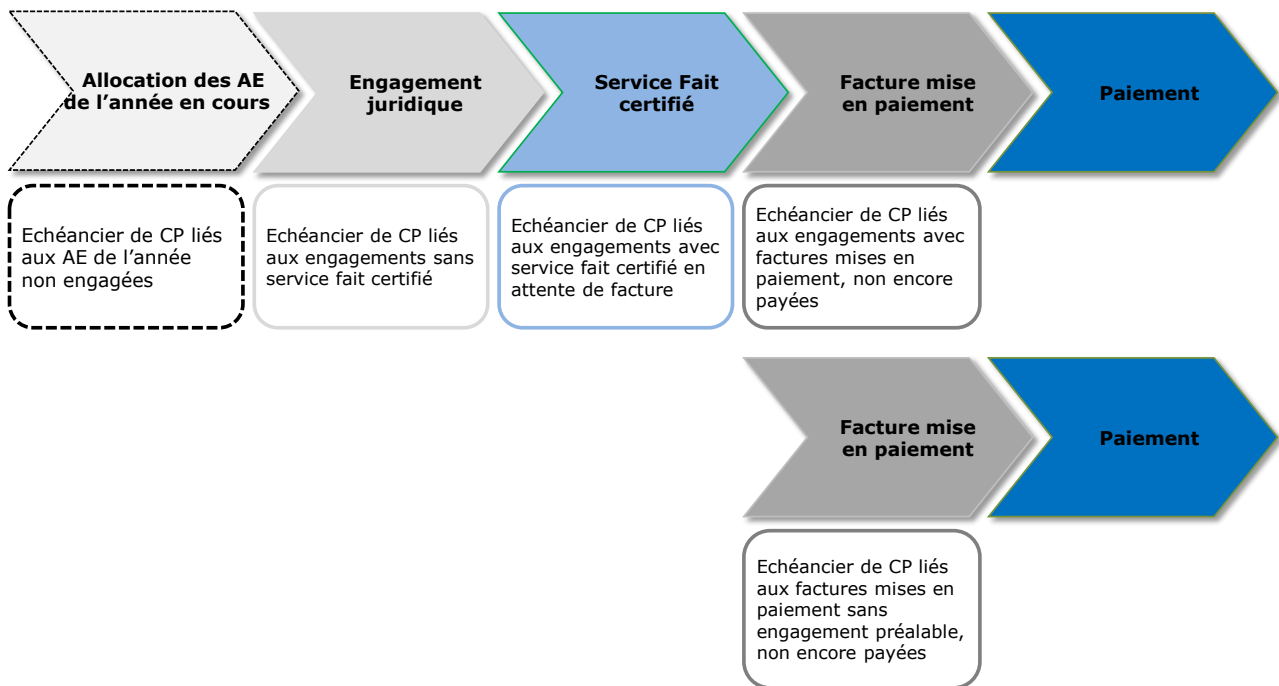 Allocation des AE
de l’année en cours
Engagement
juridique
Service Fait
certifié
Facture mise
en paiement
Paiement
Echéancier de CP liés
aux AE de l’année
non engagées
Echéancier de CP liés
aux engagements sans
service fait certifié
Echéancier de CP liés
aux engagements avec
service fait certifié en
attente de facture
Echéancier de CP liés
aux engagements avec
factures mises en
paiement, non encore
payées
Facture mise
en paiement
Paiement
Echéancier de CP liés
aux factures mises en
paiement sans
engagement préalable,
non encore payées